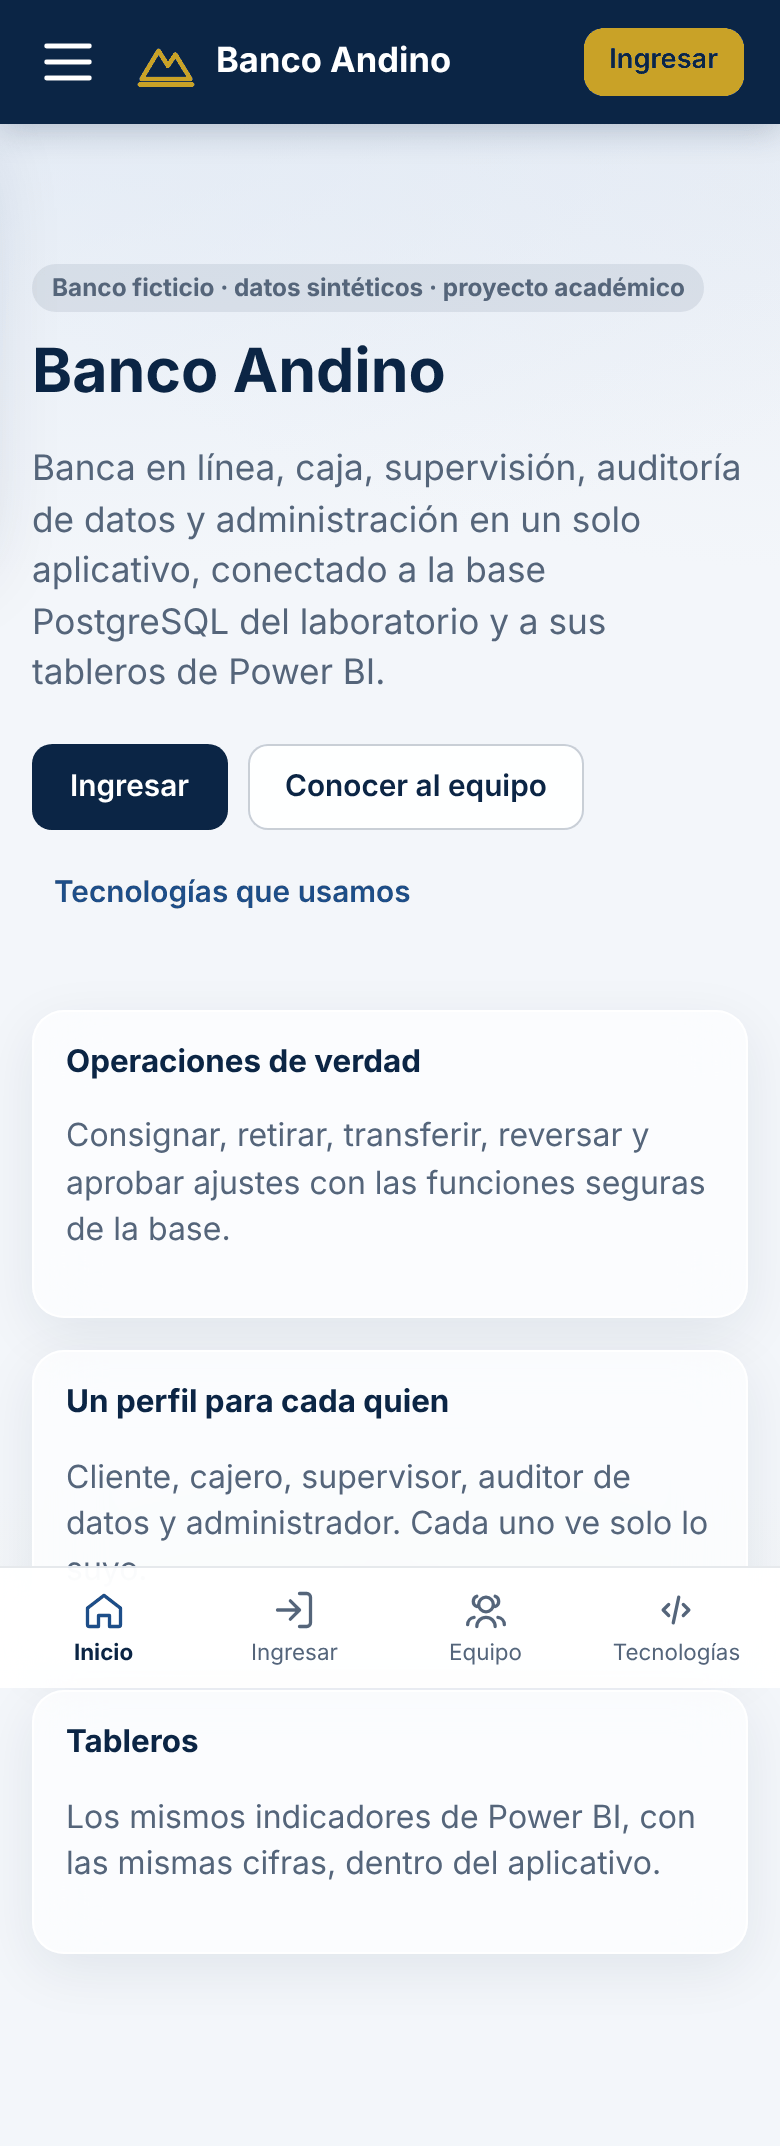 Banco Andino
Ingresar
Banco ficticio · datos sintéticos · proyecto académico
Banco Andino
Banca en línea, caja, supervisión, auditoría
de datos y administración en un solo
aplicativo, conectado a la base
PostgreSQL del laboratorio y a sus
tableros de Power BI.
Ingresar
Conocer al equipo
Tecnologías que usamos
Operaciones de verdad
Consignar, retirar, transferir, reversar y
aprobar ajustes con las funciones seguras
de la base.
Un perfil para cada quien
Cliente, cajero, supervisor, auditor de
datos y administrador. Cada uno ve solo lo
suyo.
Inicio
Ingresar
Equipo
Tecnologías
Tableros
Los mismos indicadores de Power BI, con
las mismas cifras, dentro del aplicativo.